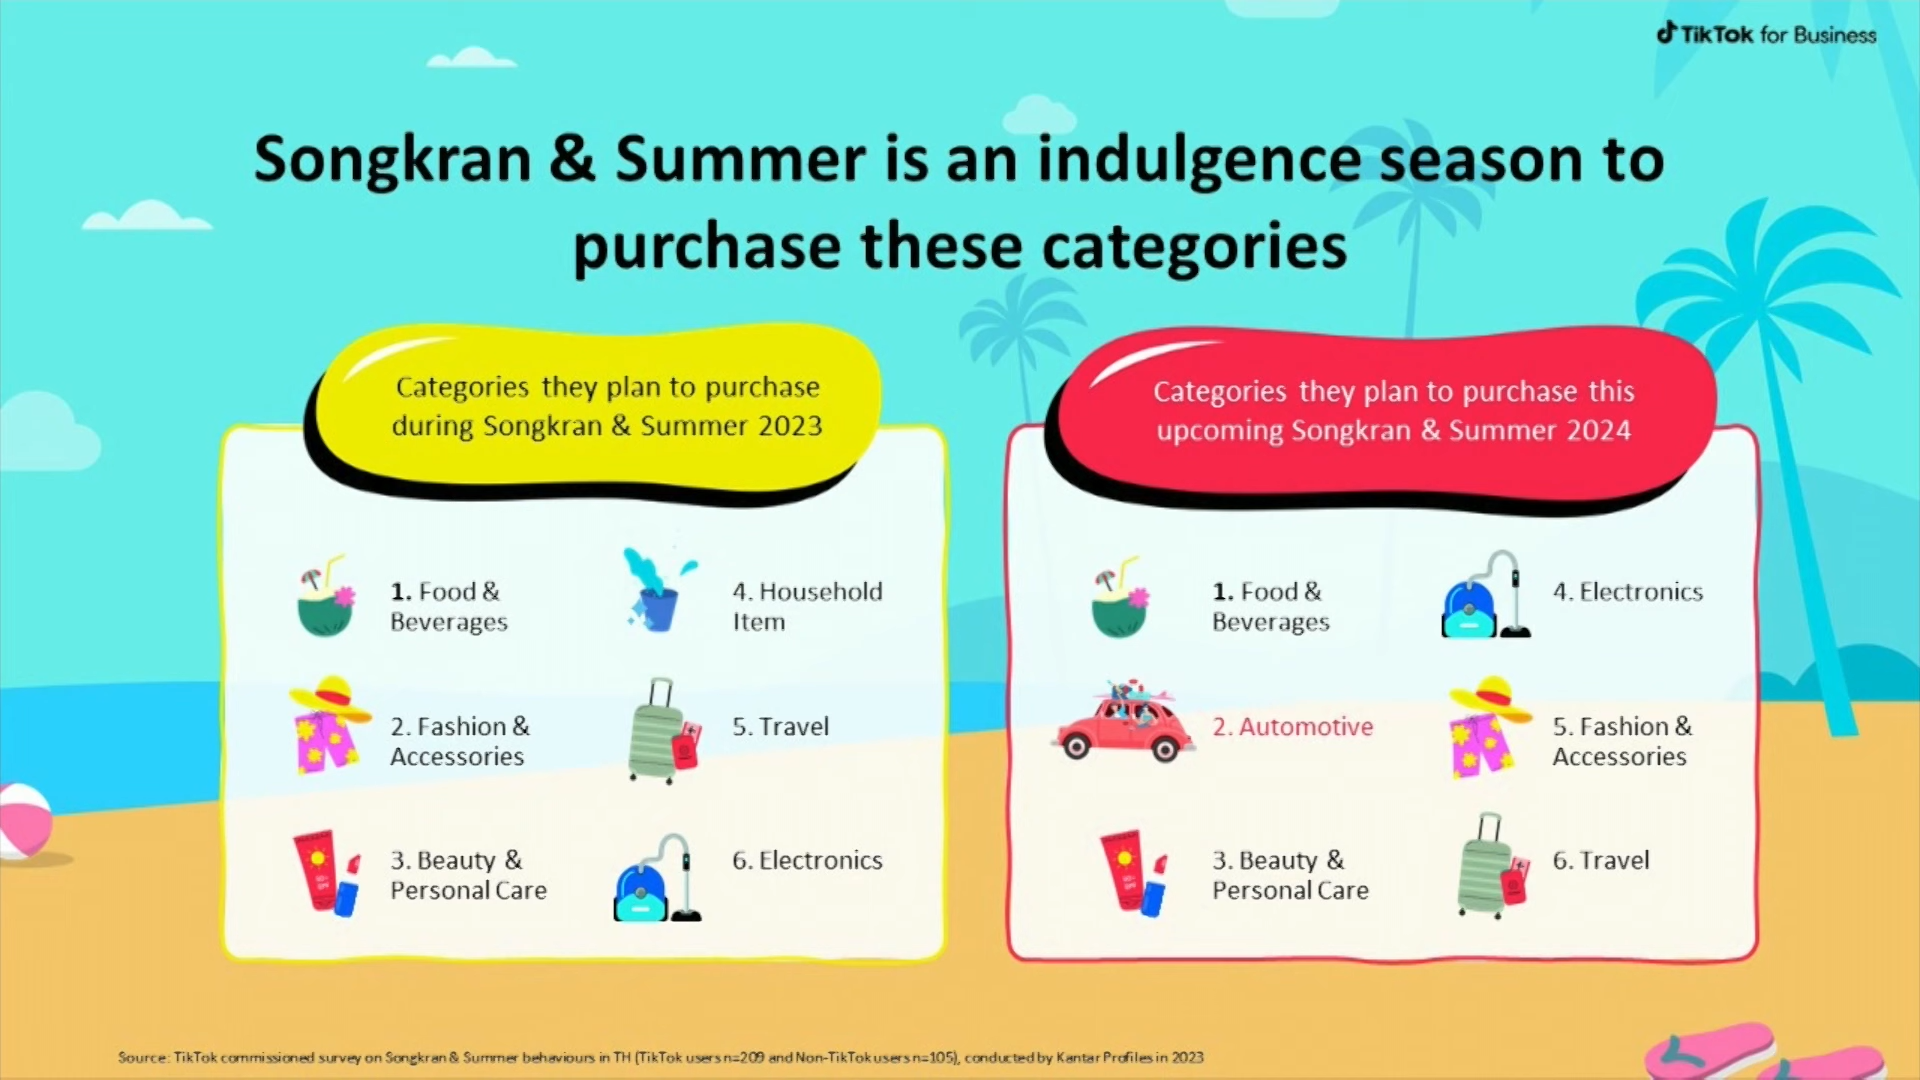 TikTok for Business
Songkran & Summer is an indulgence season to
purchase these categories
Categories they plan to purchase
during Songkran & Summer 2023
1. Food &
Beverages
2. Fashion &
Accessories
3. Beauty &
Personal Care
4. Household
Item
5. Travel
6. Electronics
Categories they plan to purchase this
upcoming Songkran & Summer 2024
1. Food &
Beverages
2. Automotive
3. Beauty &
Personal Care
4. Electronics
5. Fashion &
Accessories
6. Travel
Source: TikTok commissioned survey on Songkran & Summer behaviours in TH (TikTok users n=209 and Non-TikTok users n=105), conducted by Kantar Profiles in 2023